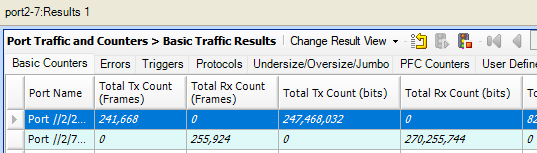 port2-7:Results 1
Port Traffic and Counters > Basic Traffic Results Change Result View
Basic Counters Errors Triggers Protocols Undersize/Oversize/Jumbo PFC Counters User Define
Port Name Total Tx Count (Frames) Total Rx Count (Frames) Total Tx Count (bits) Total Rx Count (bits)
Port //2/2... 241,668 0 247,468,032 0 82
Port //2/7... 0 255,924 0 270,255,744 0